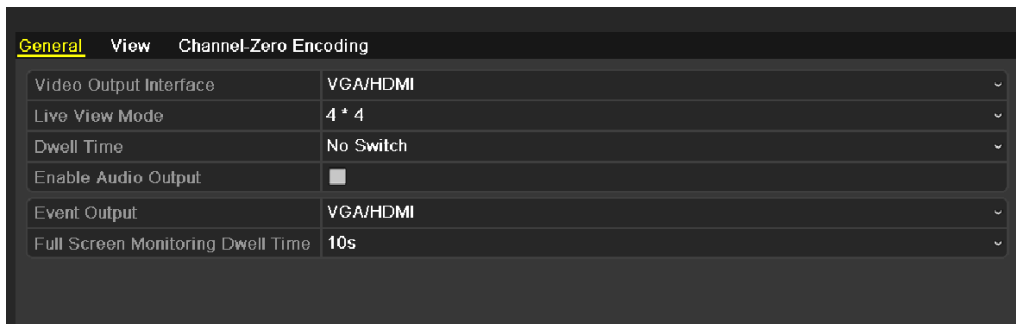 General View Channel-Zero Encoding
Video Output Interface VGA/HDMI
Live View Mode 4 * 4
Dwell Time No Switch
Enable Audio Output
Event Output VGA/HDMI
Full Screen Monitoring Dwell Time 10s